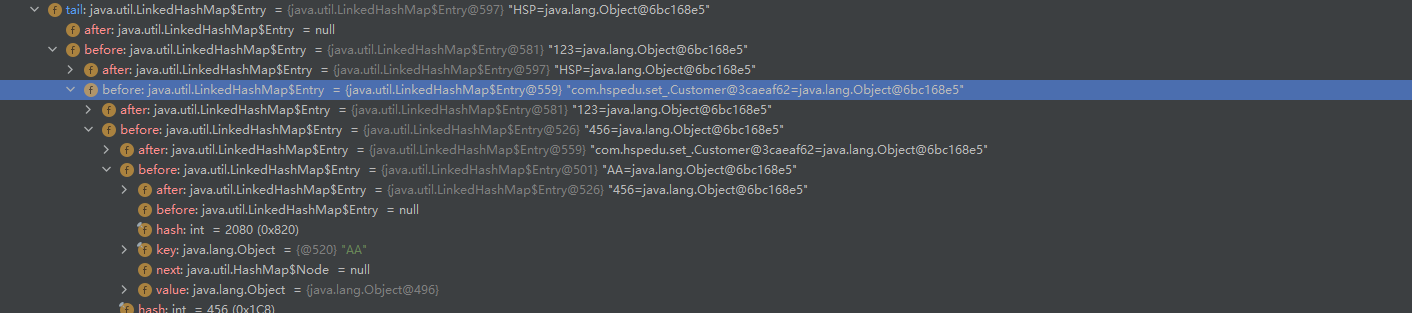 tail: java.util.LinkedHashMap$Entry = {java.util.LinkedHashMap$Entry@597} "HSP=java.lang.Object@6bc168e5"
after: java.util.LinkedHashMap$Entry = null
before: java.util.LinkedHashMap$Entry = {java.util.LinkedHashMap$Entry@581} "123=java.lang.Object@6bc168e5"
after: java.util.LinkedHashMap$Entry = {java.util.LinkedHashMap$Entry@597} "HSP=java.lang.Object@6bc168e5"
before: java.util.LinkedHashMap$Entry = {java.util.LinkedHashMap$Entry@559} "com.hspedu.set_.Customer@3caeaf62=java.lang.Object@6bc168e5"
after: java.util.LinkedHashMap$Entry = {java.util.LinkedHashMap$Entry@581} "123=java.lang.Object@6bc168e5"
before: java.util.LinkedHashMap$Entry = {java.util.LinkedHashMap$Entry@526} "456=java.lang.Object@6bc168e5"
after: java.util.LinkedHashMap$Entry = {java.util.LinkedHashMap$Entry@559} "com.hspedu.set_.Customer@3caeaf62=java.lang.Object@6bc168e5"
before: java.util.LinkedHashMap$Entry = {java.util.LinkedHashMap$Entry@501} "AA=java.lang.Object@6bc168e5"
after: java.util.LinkedHashMap$Entry = {java.util.LinkedHashMap$Entry@526} "456=java.lang.Object@6bc168e5"
before: java.util.LinkedHashMap$Entry = null
hash: int = 2080 (0x820)
key: java.lang.Object = {@520} "AA"
next: java.util.HashMap$Node = null
value: java.lang.Object = {java.lang.Object@496}
hash: int = 456 (0x1C8)